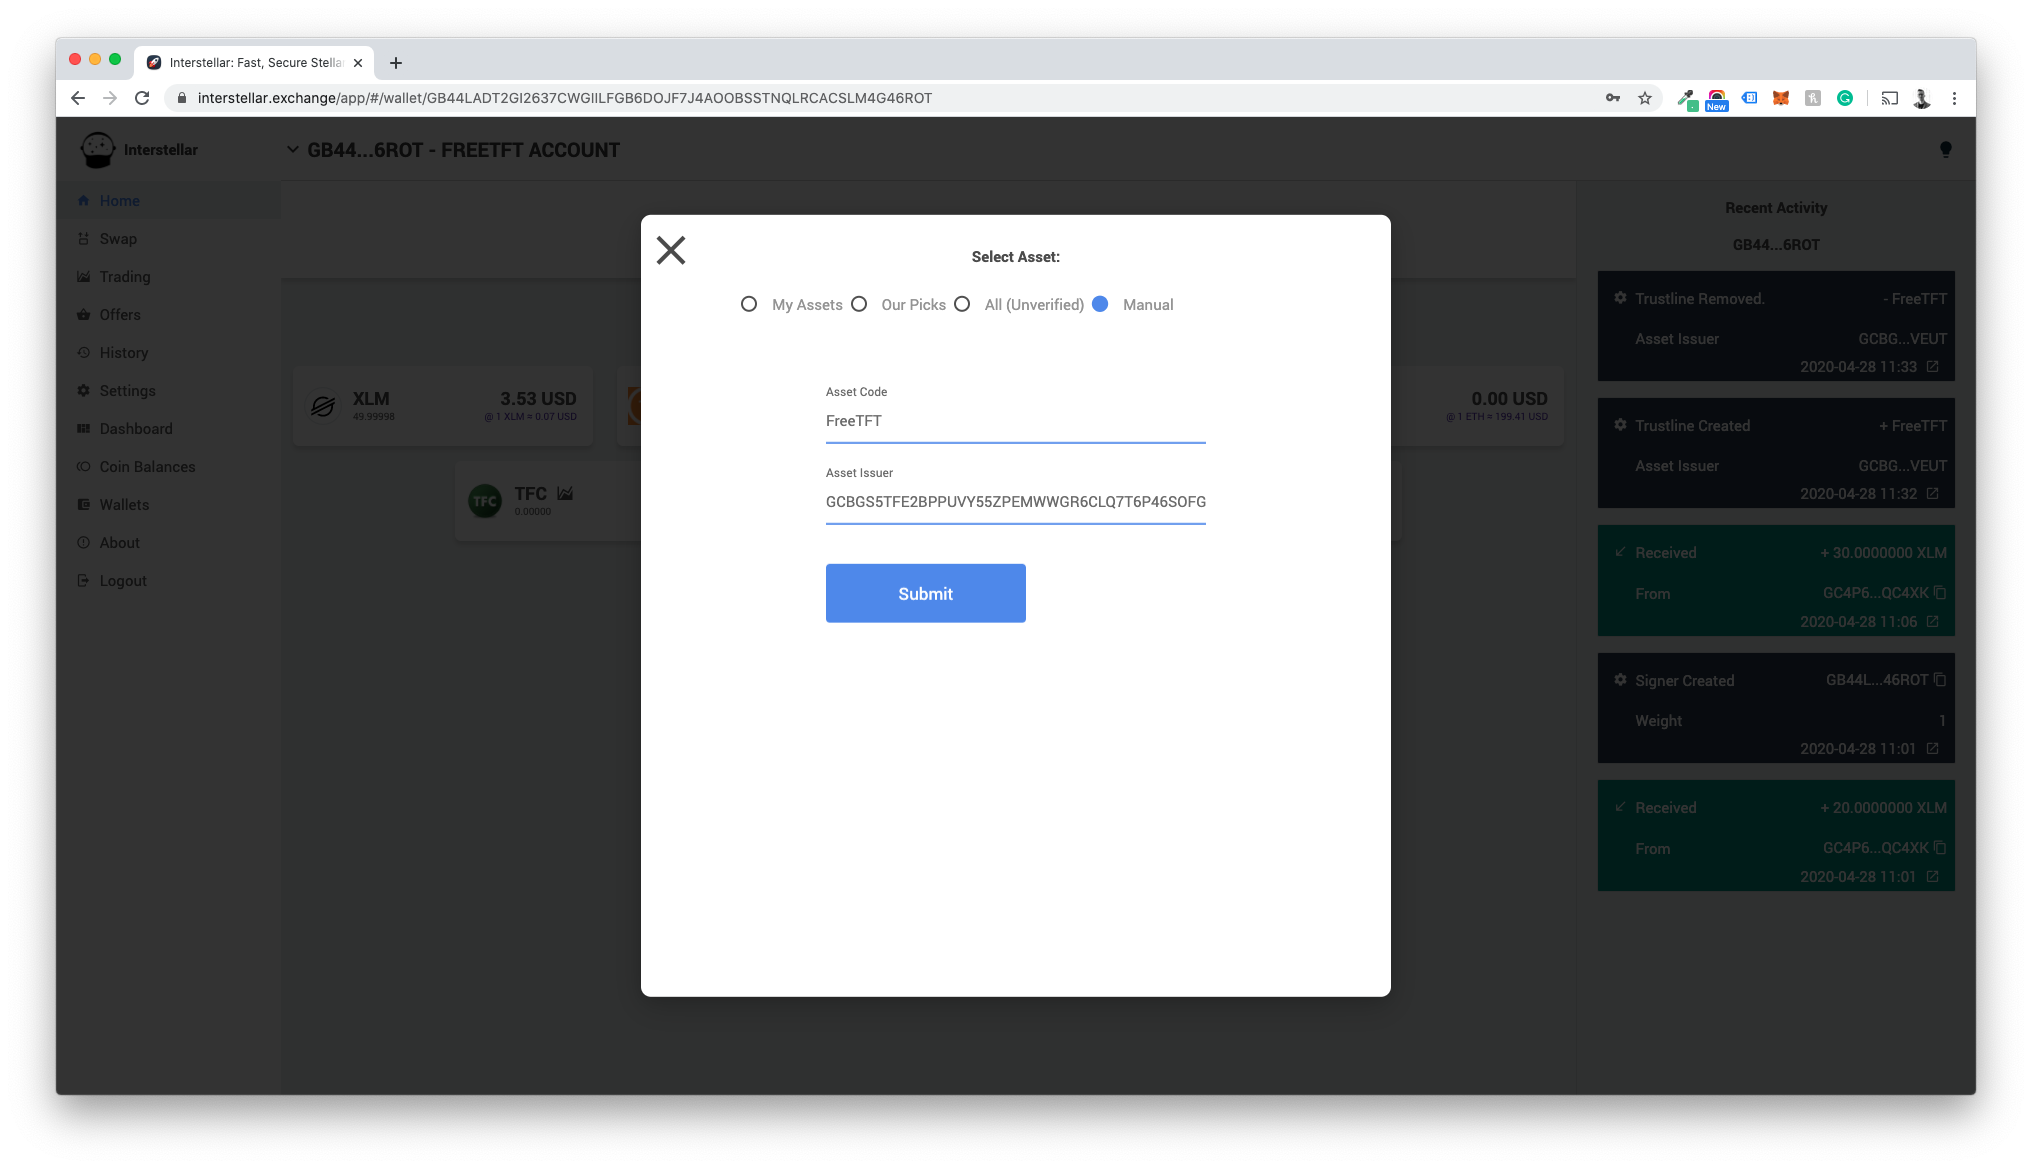 Interstellar: Fast, Secure Stella
interstellar.exchange/app/#/wallet/GB44LADT2GI2637CWGIILFGB6DOJF7J4AOOBSSTNQLRCACSLM4G46ROT
New
Interstellar
GB44...6ROT - FREETFT ACCOUNT
Home
Swap
Trading
Offers
History
Settings
Dashboard
Coin Balances
Wallets
About
Logout
XLM
49.99998
3.53 USD
@ 1 XLM = 0.07 USD
0.00 USD
@ 1 ETH = 199.41 USD
TFC
TFC
0.00000
Select Asset:
My Assets
Our Picks
All (Unverified)
Manual
Asset Code
FreeTFT
Asset Issuer
GCBGS5TFE2BPPUVY55ZPEMWWGR6CLQ7T6P46SOFG
Submit
Recent Activity
GB44...6ROT
Trustline Removed. - FreeTFT
Asset Issuer GCBG...VEUT
2020-04-28 11:33
Trustline Created + FreeTFT
Asset Issuer GCBG...VEUT
2020-04-28 11:32
Received + 30.0000000 XLM
From GC4P6...QC4XK
2020-04-28 11:06
Signer Created GB44L...46ROT
Weight 1
2020-04-28 11:01
Received + 20.0000000 XLM
From GC4P6...QC4XK
2020-04-28 11:01